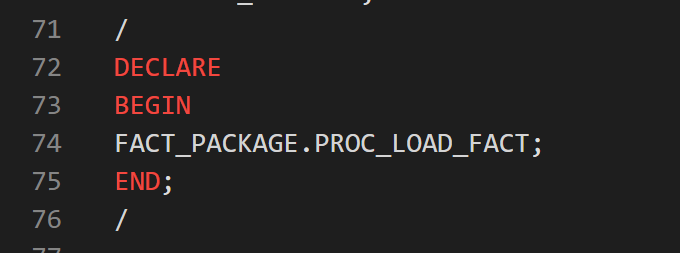 71 /
72 DECLARE
73 BEGIN
74 FACT_PACKAGE.PROC_LOAD_FACT;
75 END;
76 /